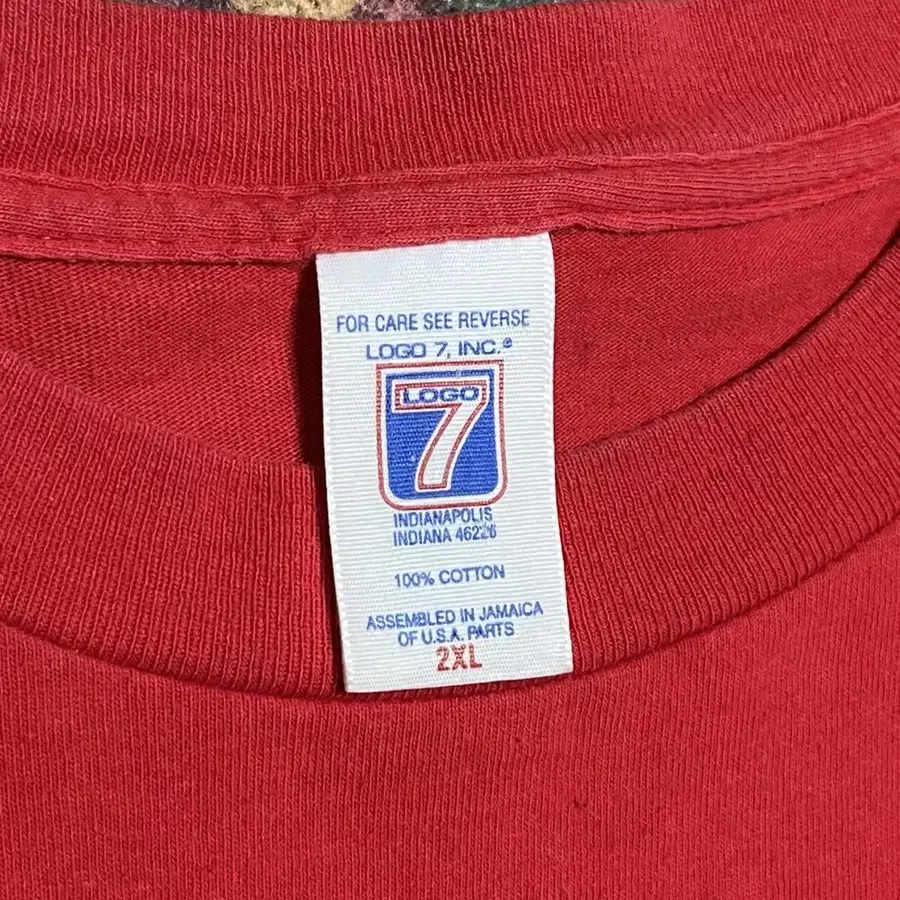 FOR CARE SEE REVERSE
LOGO 7, INC.®
LOGO
7
INDIANAPOLIS
INDIANA 46226
100% COTTON
ASSEMBLED IN JAMAICA
OF U.S.A. PARTS
2XL